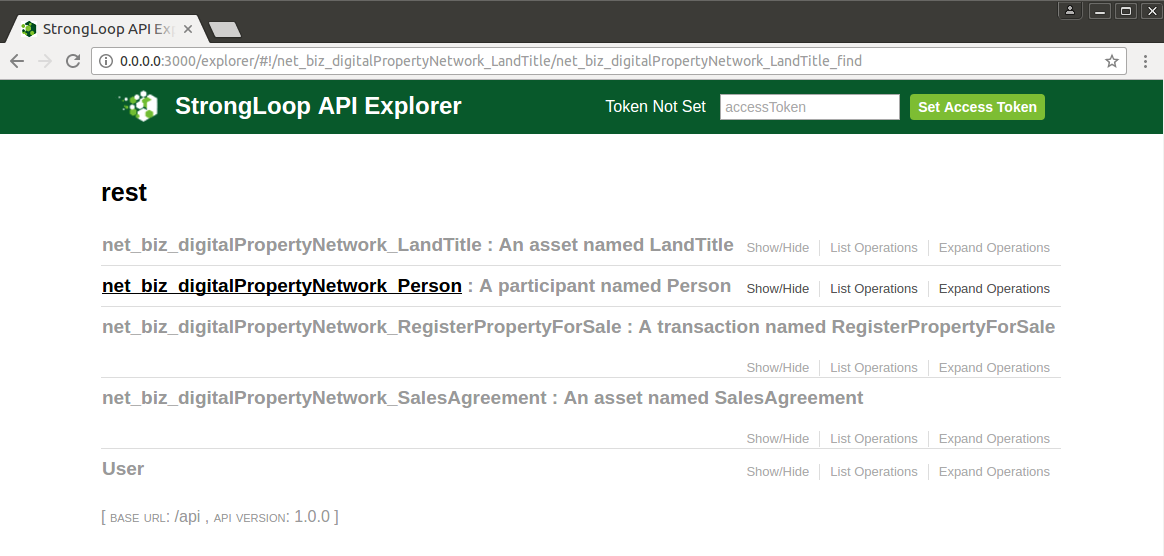 StrongLoop API Exp
0.0.0.0:3000/explorer/#!/net_biz_digitalPropertyNetwork_LandTitle/net_biz_digitalPropertyNetwork_LandTitle_find
StrongLoop API Explorer Token Not Set accessToken Set Access Token
rest
net_biz_digitalPropertyNetwork_LandTitle : An asset named LandTitle Show/Hide List Operations Expand Operations
net_biz_digitalPropertyNetwork_Person : A participant named Person Show/Hide List Operations Expand Operations
net_biz_digitalPropertyNetwork_RegisterPropertyForSale : A transaction named RegisterPropertyForSale
Show/Hide List Operations Expand Operations
net_biz_digitalPropertyNetwork_SalesAgreement : An asset named SalesAgreement
Show/Hide List Operations Expand Operations
User Show/Hide List Operations Expand Operations
[ BASE URL: /api , API VERSION: 1.0.0 ]